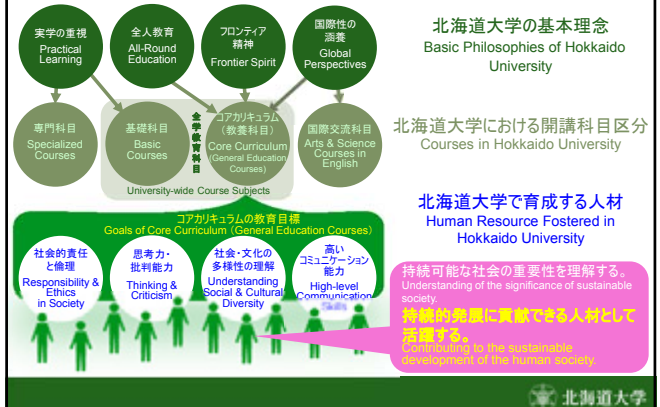 実学の重視
Practical
Learning
全人教育
All-Round
Education
フロンティア
精神
Frontier Spirit
国際性の
涵養
Global
Perspectives
北海道大学の基本理念
Basic Philosophies of Hokkaido
University
専門科目
Specialized
Courses
基礎科目
Basic
Courses
全学教育科目
コアカリキュラム
(教養科目)
Core Curriculum
(General Education
Courses)
国際交流科目
Arts & Science
Courses in
English
University-wide Course Subjects
北海道大学における開講科目区分
Courses in Hokkaido University
コアカリキュラムの教育目標
Goals of Core Curriculum (General Education Courses)
北海道大学で育成する人材
Human Resource Fostered in
Hokkaido University
社会的責任
と倫理
Responsibility &
Ethics
in Society
思考力・
批判能力
Thinking &
Criticism
社会・文化の
多様性の理解
Understanding
Social & Cultural
Diversity
高い
コミュニケーション
能力
High-level
Communication
Skills
持続可能な社会の重要性を理解する。
Understanding of the significance of sustainable
society.
持続的発展に貢献できる人材として
活躍する。
Contributing to the sustainable
development of the human society.
北海道大学